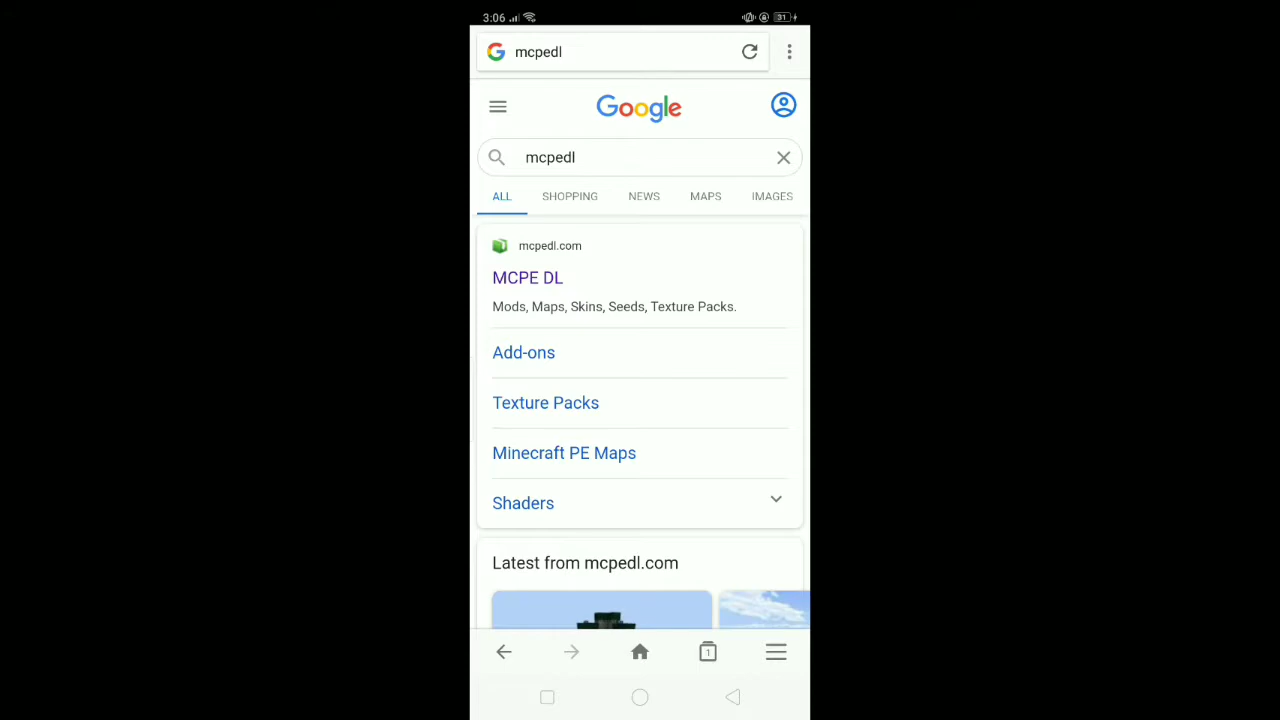 3:06
31
mcpedl
Google
mcpedl
ALL SHOPPING NEWS MAPS IMAGES
mcpedl.com
MCPE DL
Mods, Maps, Skins, Seeds, Texture Packs.
Add-ons
Texture Packs
Minecraft PE Maps
Shaders
Latest from mcpedl.com
1